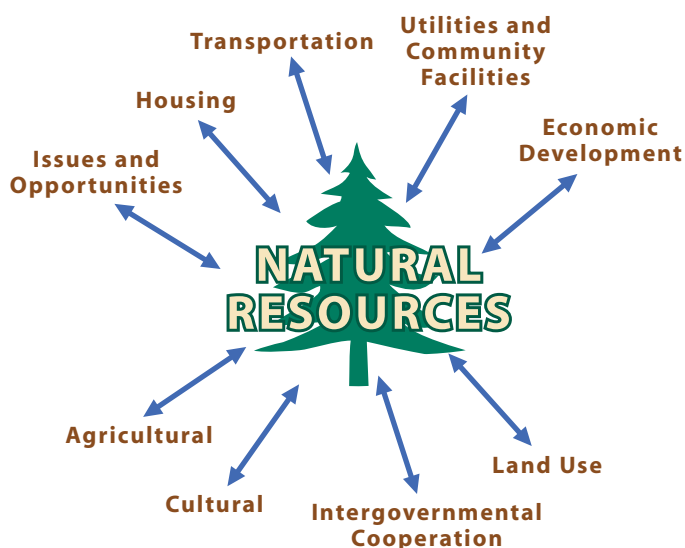 Transportation
Utilities and
Community
Facilities
Housing
Economic
Development
Issues and
Opportunities
NATURAL
RESOURCES
Agricultural
Land Use
Cultural
Intergovernmental
Cooperation